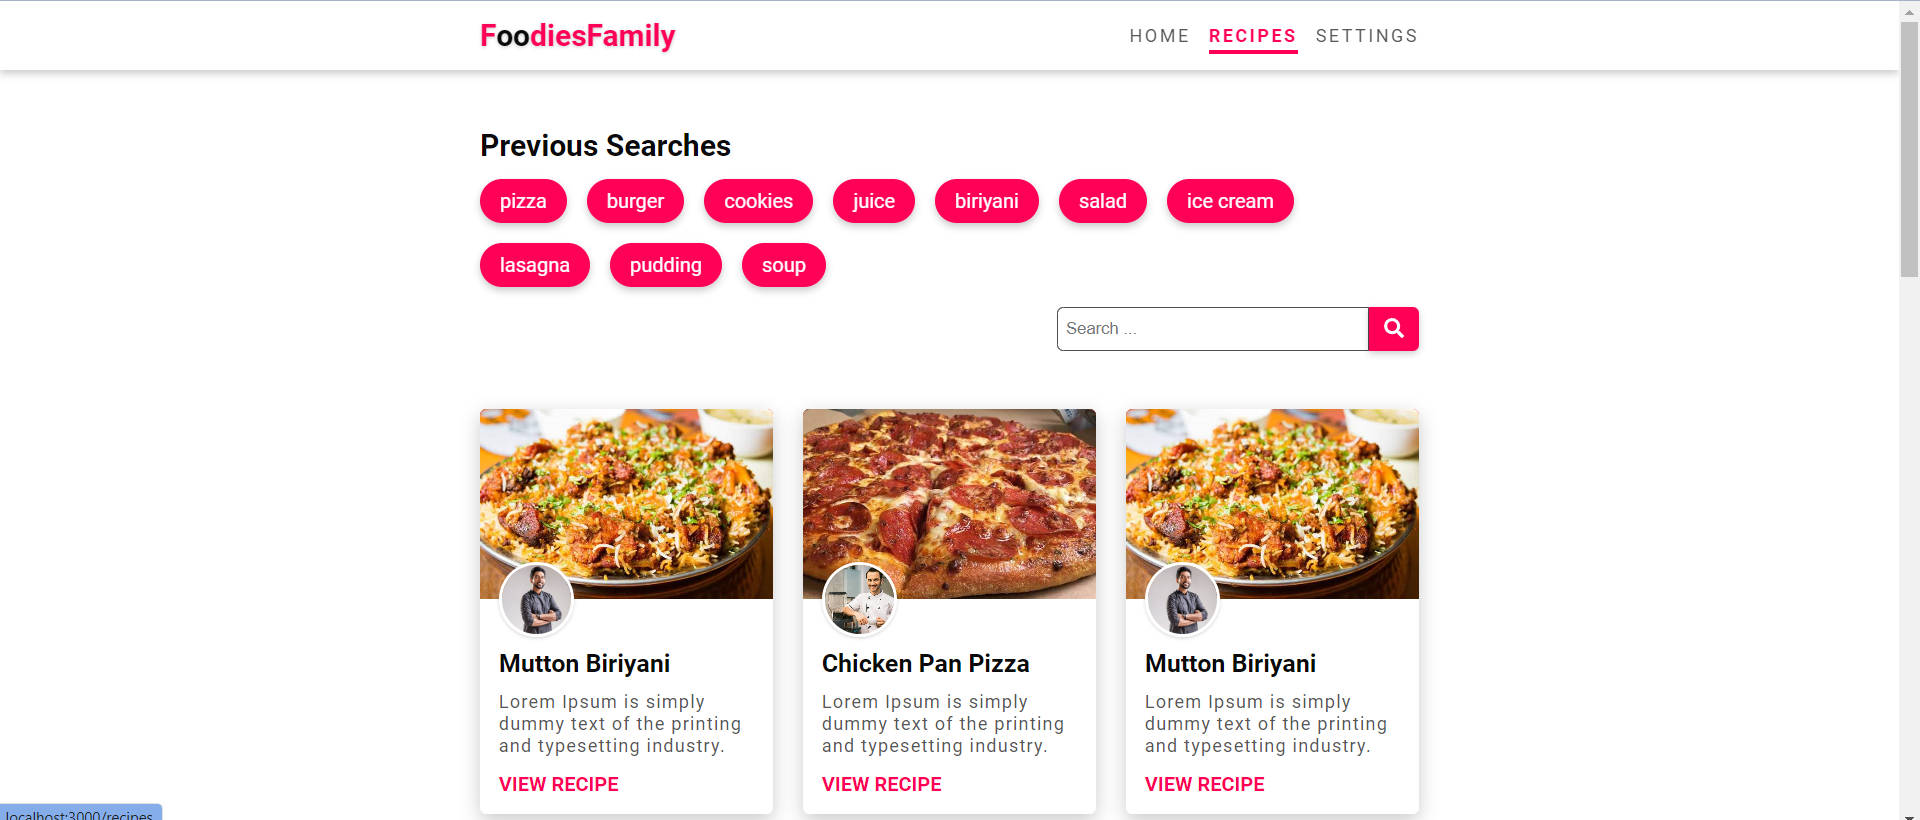 FoodiesFamily
HOME RECIPES SETTINGS
Previous Searches
pizza burger cookies juice biriyani salad ice cream
lasagna pudding soup
Search ...
Mutton Biriyani
Lorem Ipsum is simply
dummy text of the printing
and typesetting industry.
VIEW RECIPE
Chicken Pan Pizza
Lorem Ipsum is simply
dummy text of the printing
and typesetting industry.
VIEW RECIPE
Mutton Biriyani
Lorem Ipsum is simply
dummy text of the printing
and typesetting industry.
VIEW RECIPE
localhost:3000/recipes